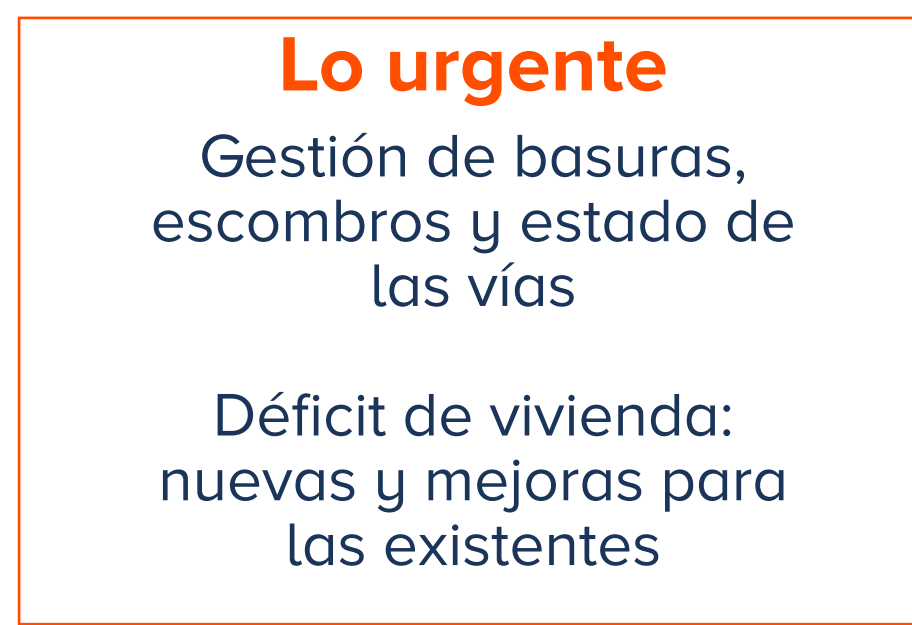 Lo urgente
Gestión de basuras,
escombros y estado de
las vías
Déficit de vivienda:
nuevas y mejoras para
las existentes